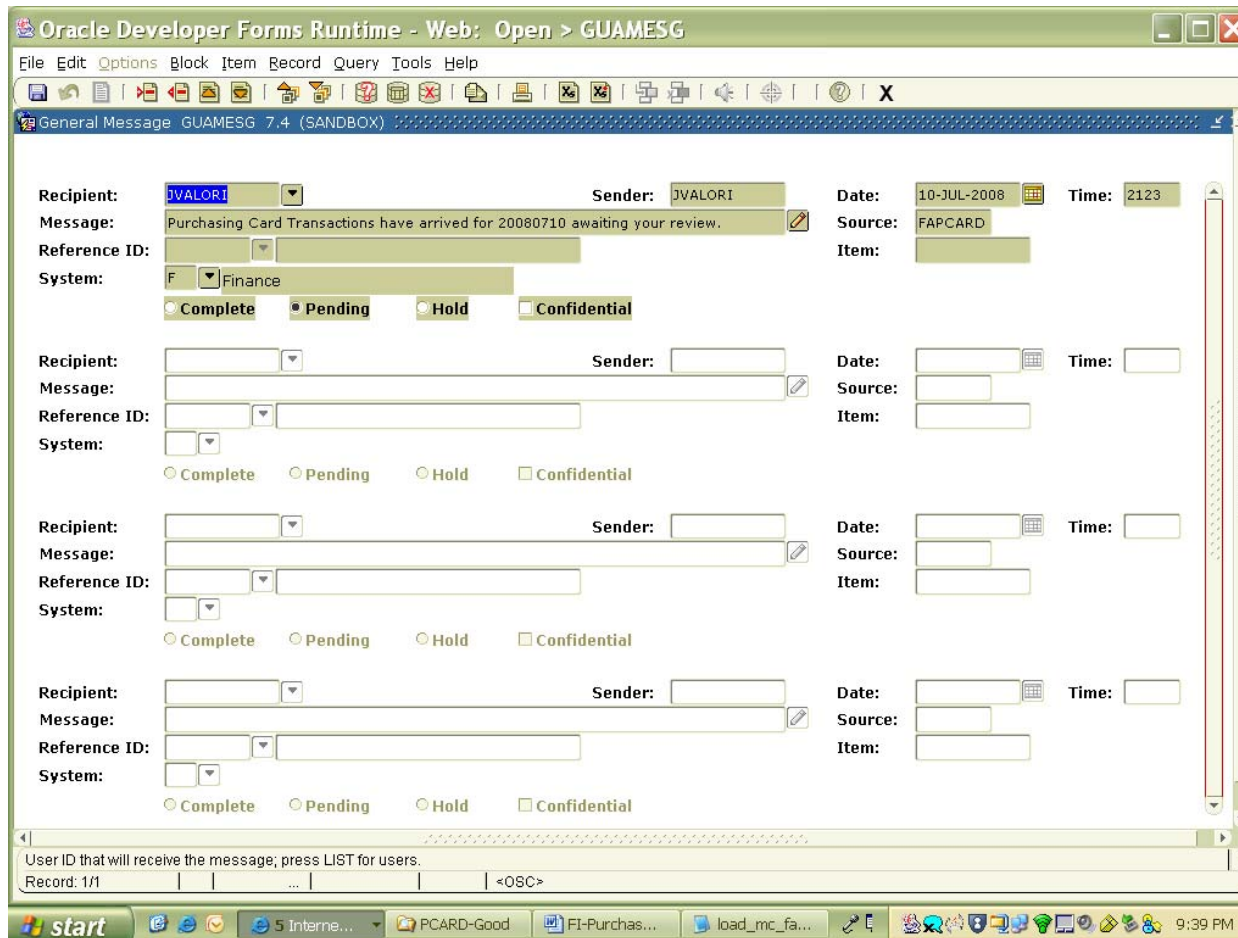 Oracle Developer Forms Runtime - Web: Open > GUAMESG
File Edit Options Block Item Record Query Tools Help
X
General Message GUAMESG 7.4 (SANDBOX)
Recipient: JVALORI Sender: JVALORI Date: 10-JUL-2008 Time: 2123
Message: Purchasing Card Transactions have arrived for 20080710 awaiting your review. Source: FAPCARD
Reference ID: Item:
System: F Finance
Complete Pending Hold Confidential
Recipient: Sender: Date: Time:
Message: Source:
Reference ID: Item:
System:
Complete Pending Hold Confidential
Recipient: Sender: Date: Time:
Message: Source:
Reference ID: Item:
System:
Complete Pending Hold Confidential
Recipient: Sender: Date: Time:
Message: Source:
Reference ID: Item:
System:
Complete Pending Hold Confidential
User ID that will receive the message; press LIST for users.
Record: 1/1 ... <OSC>
start 5 Interne... PCARD-Good FI-Purchas... load_mc_fa... 9:39 PM